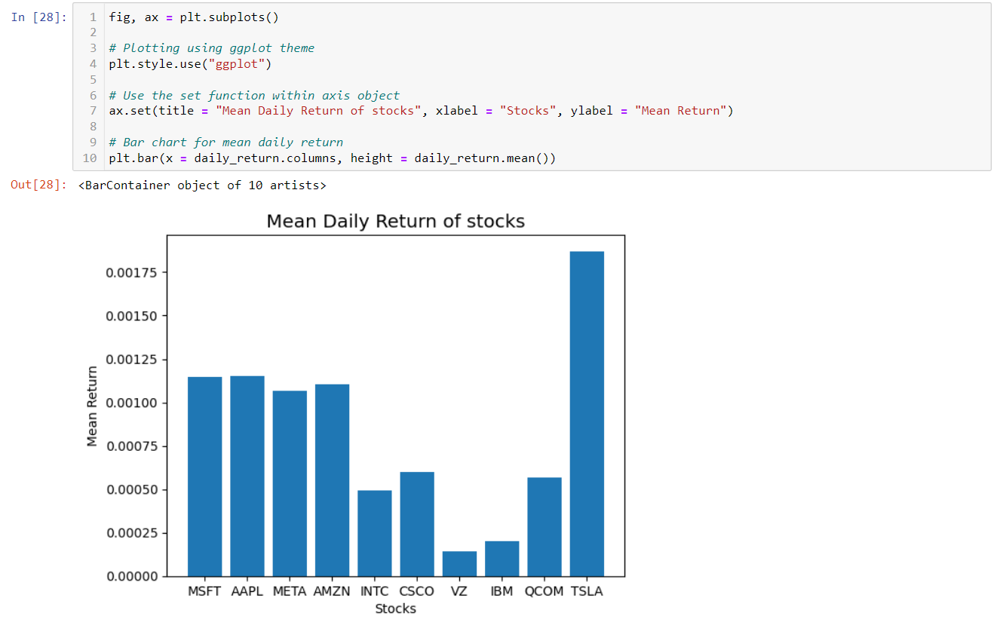 In [28]:
1 fig, ax = plt.subplots()
2
3 # Plotting using ggplot theme
4 plt.style.use("ggplot")
5
6 # Use the set function within axis object
7 ax.set(title = "Mean Daily Return of stocks", xlabel = "Stocks", ylabel = "Mean Return")
8
9 # Bar chart for mean daily return
10 plt.bar(x = daily_return.columns, height = daily_return.mean())
Out[28]: <BarContainer object of 10 artists>
Mean Daily Return of stocks
Mean Return
0.00175
0.00150
0.00125
0.00100
0.00075
0.00050
0.00025
0.00000
MSFT AAPL META AMZN INTC CSCO VZ IBM QCOM TSLA
Stocks